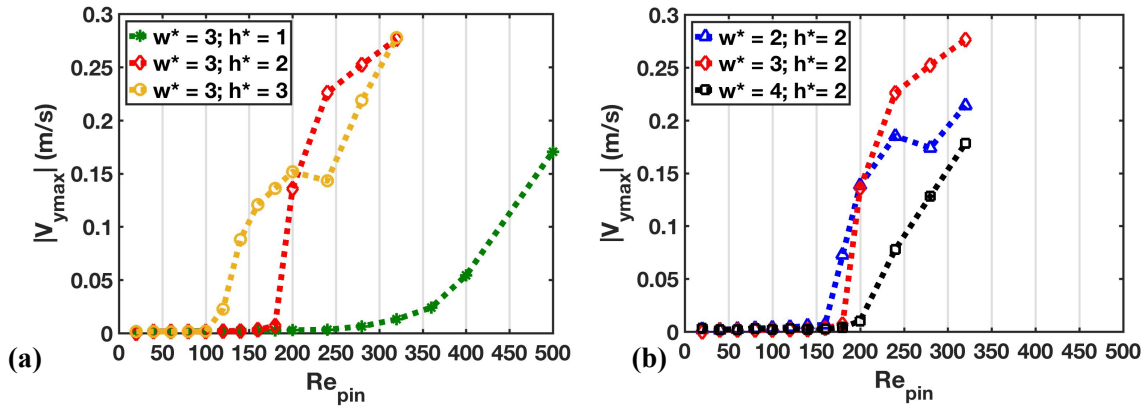 0.3
0.25
0.2
0.15
0.1
0.05
0
|V_ymax| (m/s)
w* = 3; h* = 1
w* = 3; h* = 2
w* = 3; h* = 3
0 50 100 150 200 250 300 350 400 450 500
Re_pin
(a)
0.3
0.25
0.2
0.15
0.1
0.05
0
|V_ymax| (m/s)
w* = 2; h* = 2
w* = 3; h* = 2
w* = 4; h* = 2
0 50 100 150 200 250 300 350 400 450 500
Re_pin
(b)